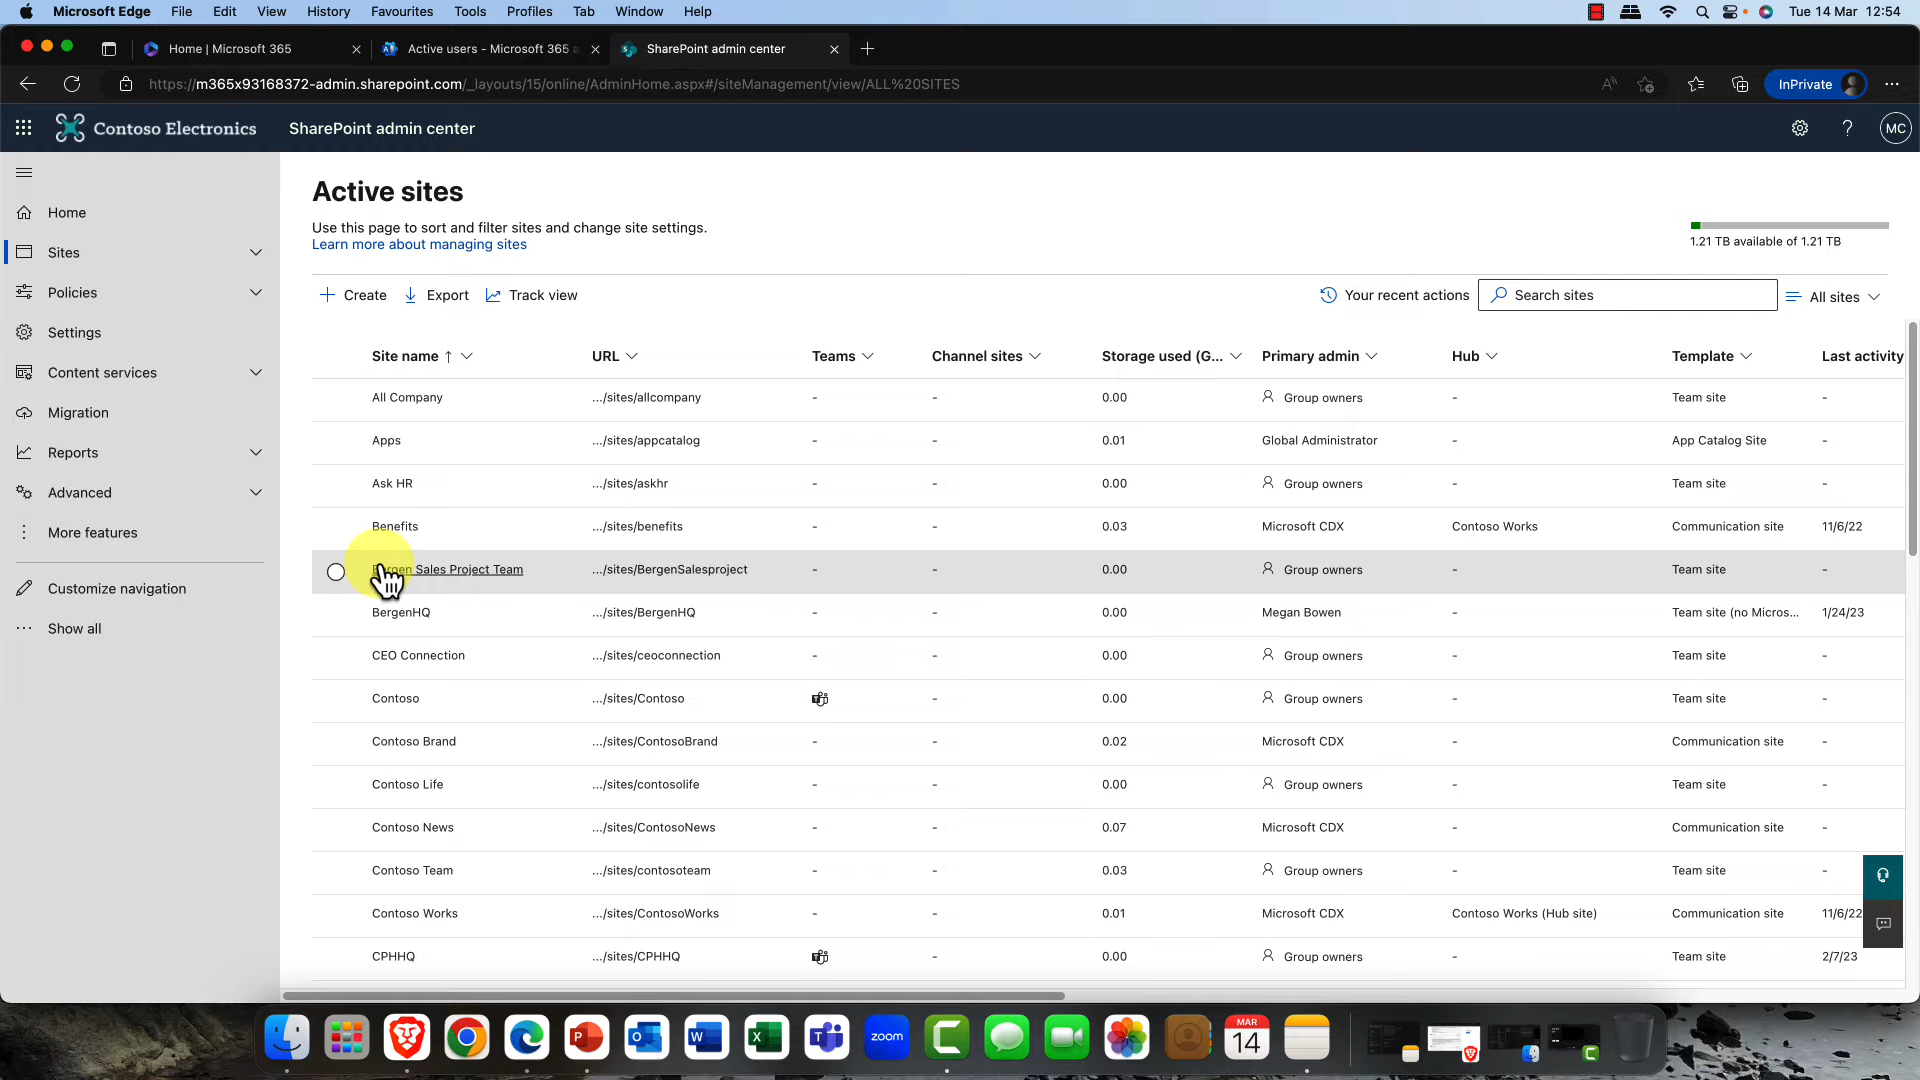 Microsoft Edge File Edit View History Favourites Tools Profiles Tab Window Help Tue 14 Mar 12:54
Home | Microsoft 365 Active users - Microsoft 365 a SharePoint admin center
https://m365x93168372-admin.sharepoint.com/_layouts/15/online/AdminHome.aspx#/siteManagement/view/ALL%20SITES InPrivate
Contoso Electronics SharePoint admin center MC
Home
Sites
Policies
Settings
Content services
Migration
Reports
Advanced
More features
Customize navigation
Show all
Active sites
Use this page to sort and filter sites and change site settings.
Learn more about managing sites
1.21 TB available of 1.21 TB
Create Export Track view Your recent actions Search sites All sites
Site name ↑ URL Teams Channel sites Storage used (G... Primary admin Hub Template Last activity
All Company .../sites/allcompany - - 0.00 Group owners - Team site -
Apps .../sites/appcatalog - - 0.01 Global Administrator - App Catalog Site -
Ask HR .../sites/askhr - - 0.00 Group owners - Team site -
Benefits .../sites/benefits - - 0.03 Microsoft CDX Contoso Works Communication site 11/6/22
Bergen Sales Project Team .../sites/BergenSalesproject - - 0.00 Group owners - Team site -
BergenHQ .../sites/BergenHQ - - 0.00 Megan Bowen - Team site (no Micros... 1/24/23
CEO Connection .../sites/ceoconnection - - 0.00 Group owners - Team site -
Contoso .../sites/Contoso - 0.00 Group owners - Team site -
Contoso Brand .../sites/ContosoBrand - - 0.02 Microsoft CDX - Communication site -
Contoso Life .../sites/contosolife - - 0.00 Group owners - Team site -
Contoso News .../sites/ContosoNews - - 0.07 Microsoft CDX - Communication site -
Contoso Team .../sites/contosoteam - - 0.03 Group owners - Team site -
Contoso Works .../sites/ContosoWorks - - 0.01 Microsoft CDX Contoso Works (Hub site) Communication site 11/6/22
CPHHQ .../sites/CPHHQ - 0.00 Group owners - Team site 2/7/23
zoom
MAR
14